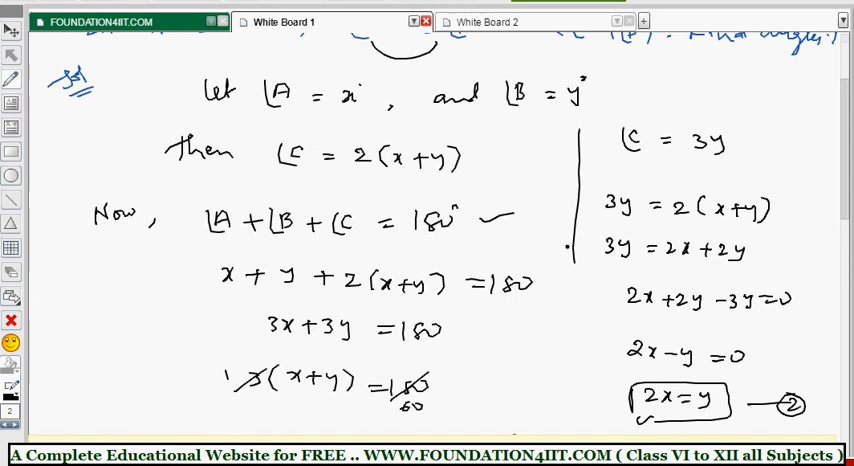 FOUNDATION4IIT.COM
White Board 1
White Board 2
Sol
Let ∠A = x°, and ∠B = y°
Then ∠C = 2(x+y)
Now, ∠A + ∠B + ∠C = 180°
x + y + 2(x+y) = 180
3x + 3y = 180
1 3(x+y) = 180
60
∠C = 3y
3y = 2(x+y)
3y = 2x + 2y
2x + 2y - 3y = 0
2x - y = 0
2x = y — 2
2
A Complete Educational Website for FREE .. WWW.FOUNDATION4IIT.COM ( Class VI to XII all Subjects )